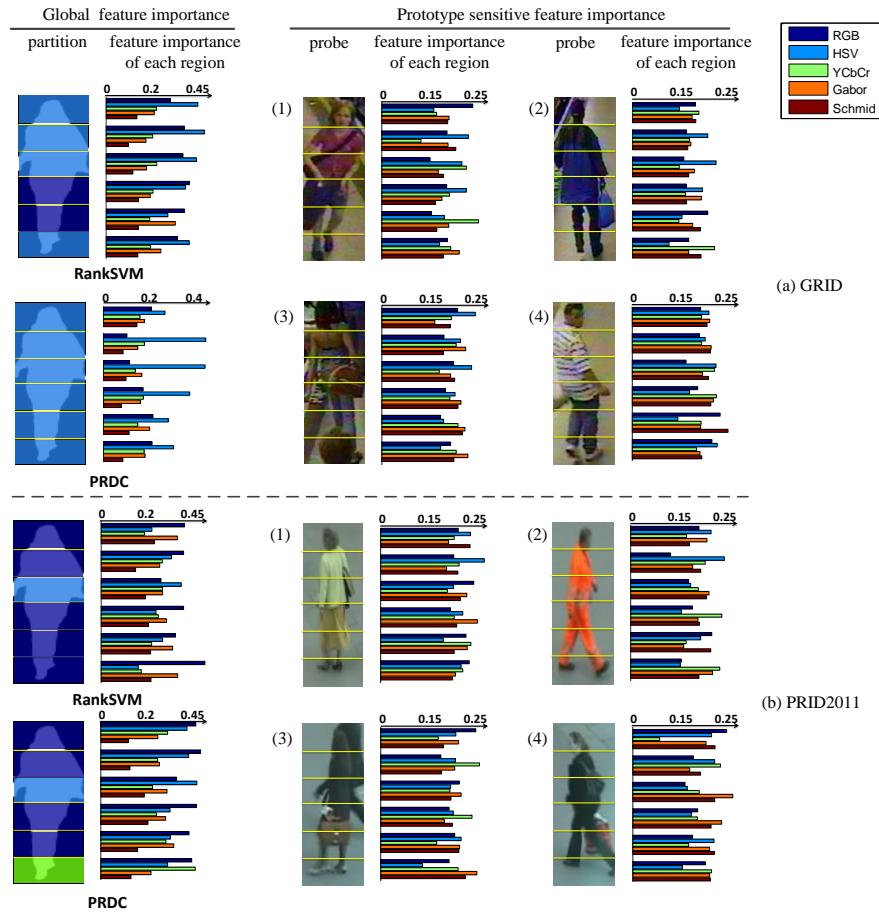 Global feature importance
Prototype sensitive feature importance
partition
feature importance
of each region
probe
feature importance
of each region
probe
feature importance
of each region
RGB
HSV
YCbCr
Gabor
Schmid
0 0.2 0.45
(1)
0 0.15 0.25
(2)
0 0.15 0.25
RankSVM
(a) GRID
0 0.2 0.45
(3)
0 0.15 0.25
(4)
0 0.15 0.25
PRDC
0 0.2 0.45
(1)
0 0.15 0.25
(2)
0 0.15 0.25
RankSVM
(b) PRID2011
0 0.2 0.45
(3)
0 0.15 0.25
(4)
0 0.15 0.25
PRDC